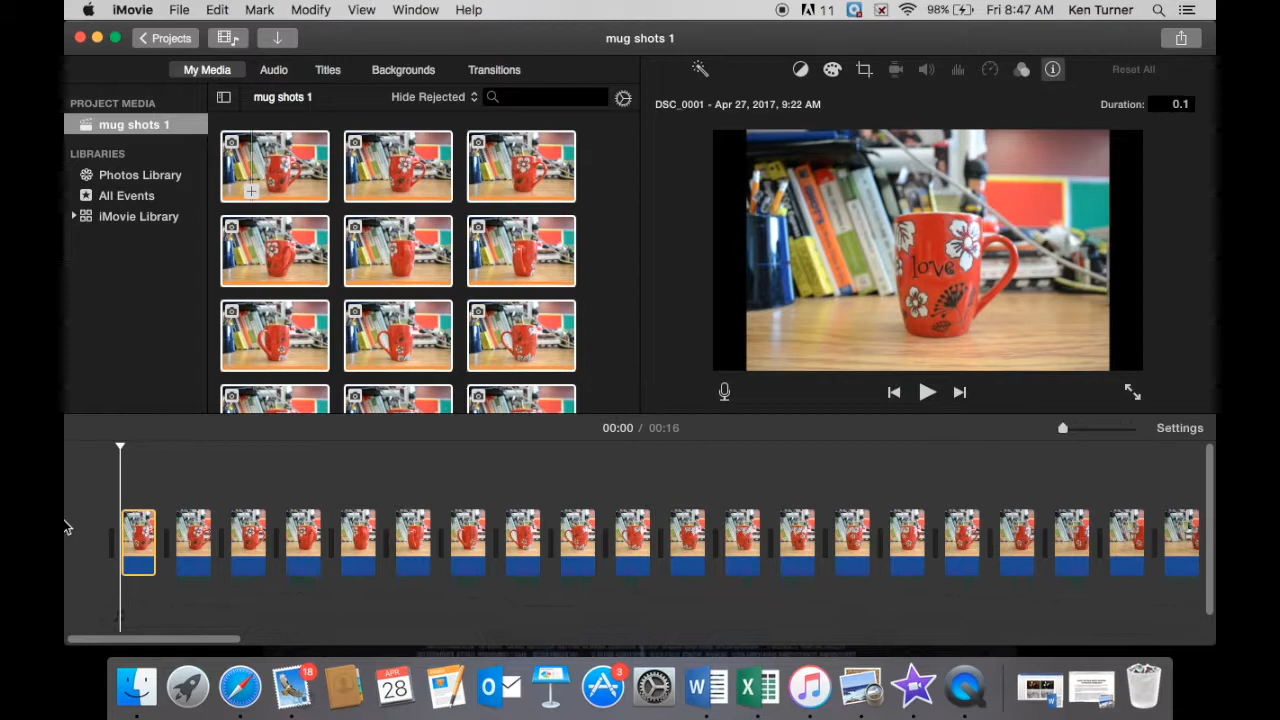 iMovie File Edit Mark Modify View Window Help 11 98% Fri 8:47 AM Ken Turner
Projects mug shots 1
My Media Audio Titles Backgrounds Transitions Reset All
PROJECT MEDIA mug shots 1 Hide Rejected DSC_0001 - Apr 27, 2017, 9:22 AM Duration: 0.1
mug shots 1
LIBRARIES
Photos Library
All Events
iMovie Library
love
00:00 / 00:16 Settings
18
APR
28
3